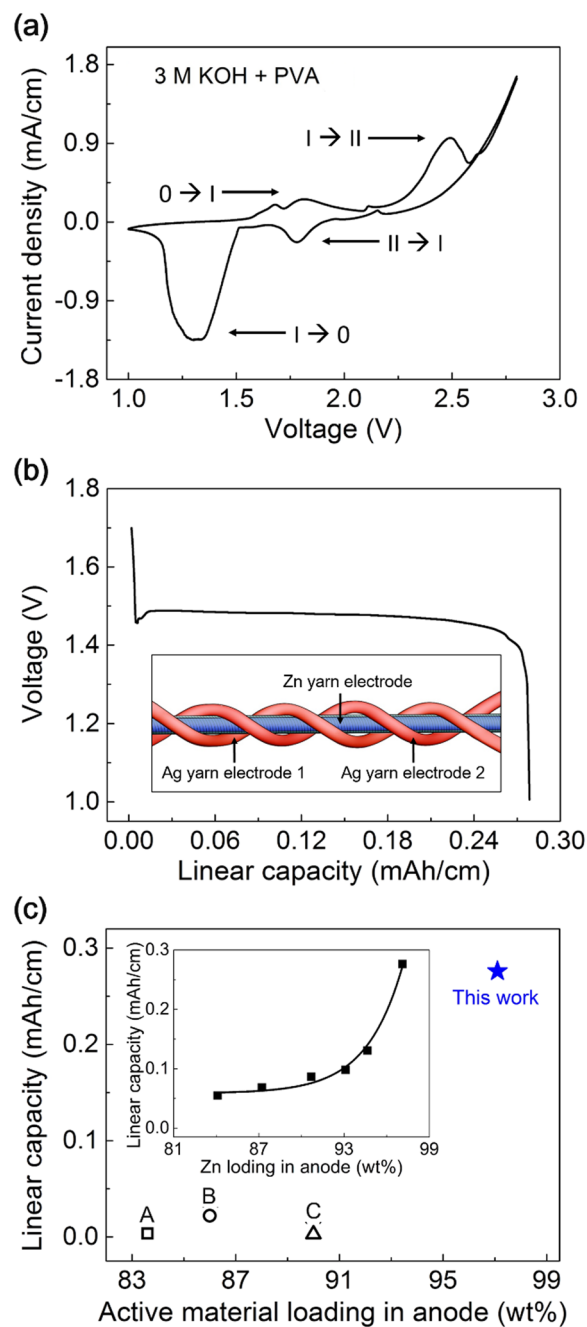 (a)
1.8
0.9
0.0
-0.9
-1.8
Current density (mA/cm)
3 M KOH + PVA
I → II
0 → I
II → I
I → 0
1.0 1.5 2.0 2.5 3.0
Voltage (V)
(b)
1.8
1.6
1.4
1.2
1.0
Voltage (V)
Zn yarn electrode
Ag yarn electrode 1 Ag yarn electrode 2
0.00 0.06 0.12 0.18 0.24 0.30
Linear capacity (mAh/cm)
(c)
0.3
0.2
0.1
0.0
Linear capacity (mAh/cm)
This work
0.3
0.2
0.1
0.0
Linear capacity (mAh/cm)
81 87 93 99
Zn loding in anode (wt%)
A
B
C
83 87 91 95 99
Active material loading in anode (wt%)